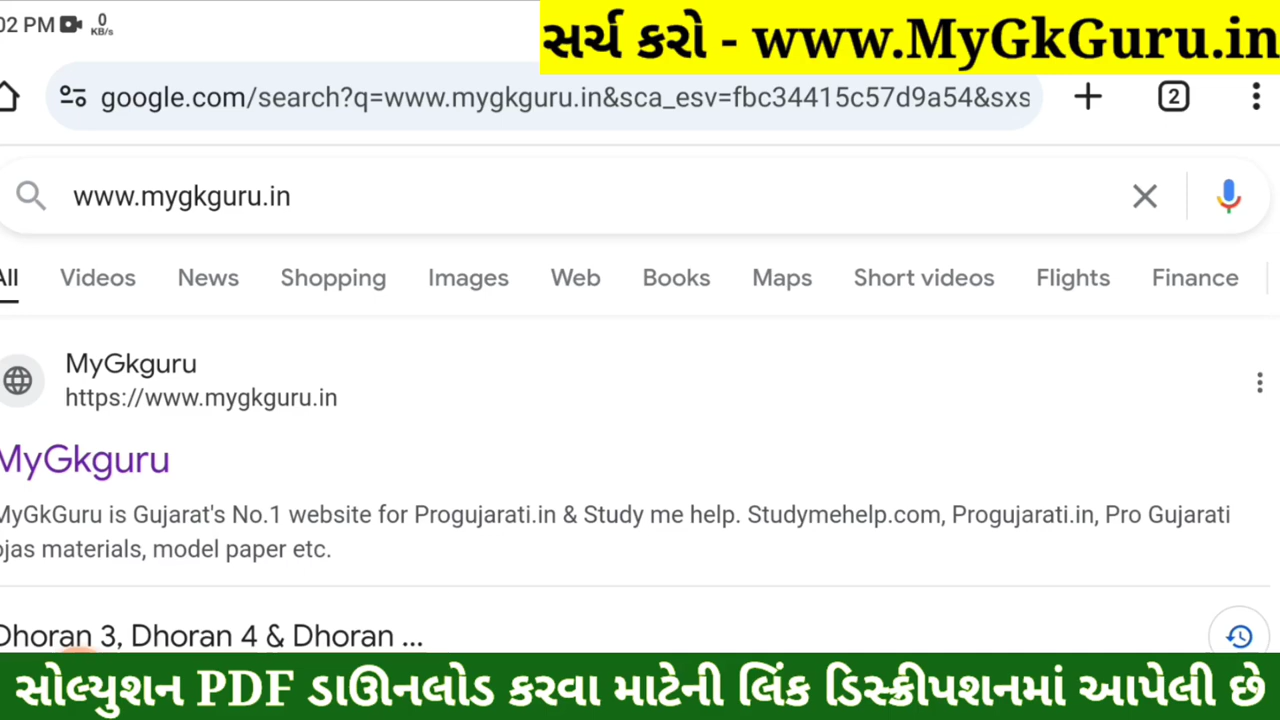 02 PM 0 KB/s
સર્ચ કરો - www.MyGkGuru.in
google.com/search?q=www.mygkguru.in&sca_esv=fbc34415c57d9a54&sxs
2
www.mygkguru.in
All Videos News Shopping Images Web Books Maps Short videos Flights Finance
MyGkguru
https://www.mygkguru.in
MyGkguru
MyGkGuru is Gujarat's No.1 website for Progujarati.in & Study me help. Studymehelp.com, Progujarati.in, Pro Gujarati
ojas materials, model paper etc.
Dhoran 3, Dhoran 4 & Dhoran ...
સોલ્યુશન PDF ડાઊનલોડ કરવા માટેની લિંક ડિસ્ક્રીપશનમાં આપેલી છે